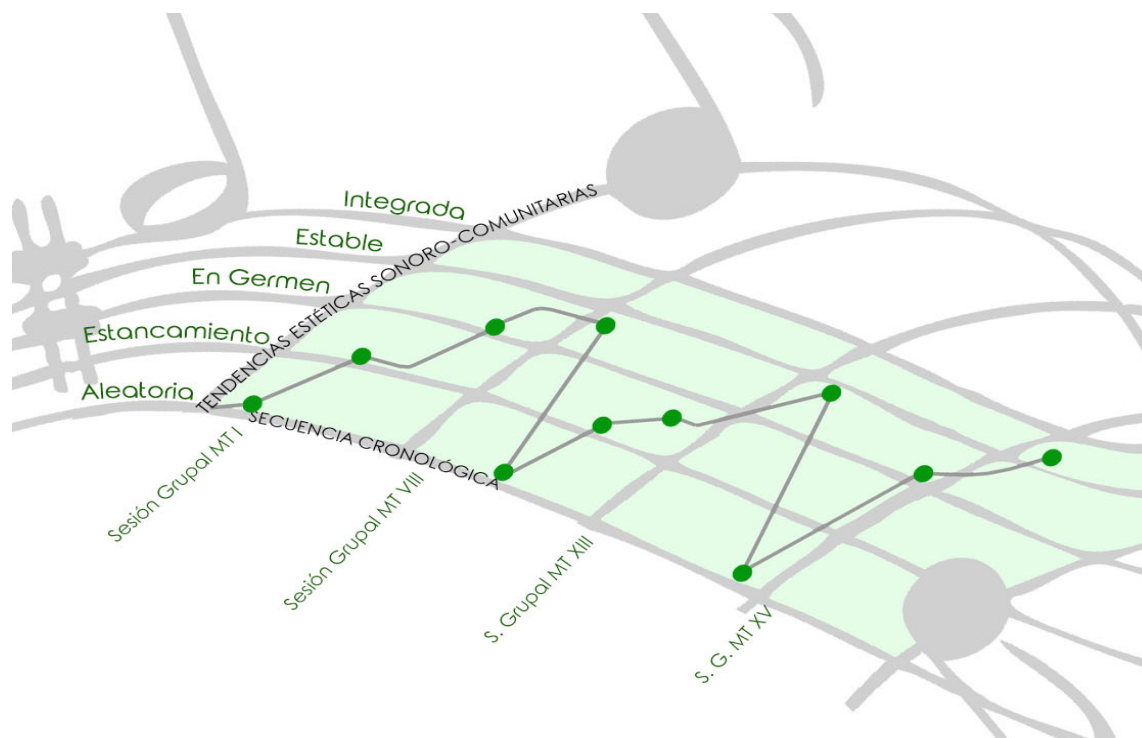 Integrada
Estable
En Germen
Estancamiento
Aleatoria
TENDENCIAS ESTÉTICAS SONORO-COMUNITARIAS
SECUENCIA CRONOLÓGICA
Sesión Grupal MT I
Sesión Grupal MT VIII
S. Grupal MT XIII
S. G. MT XV